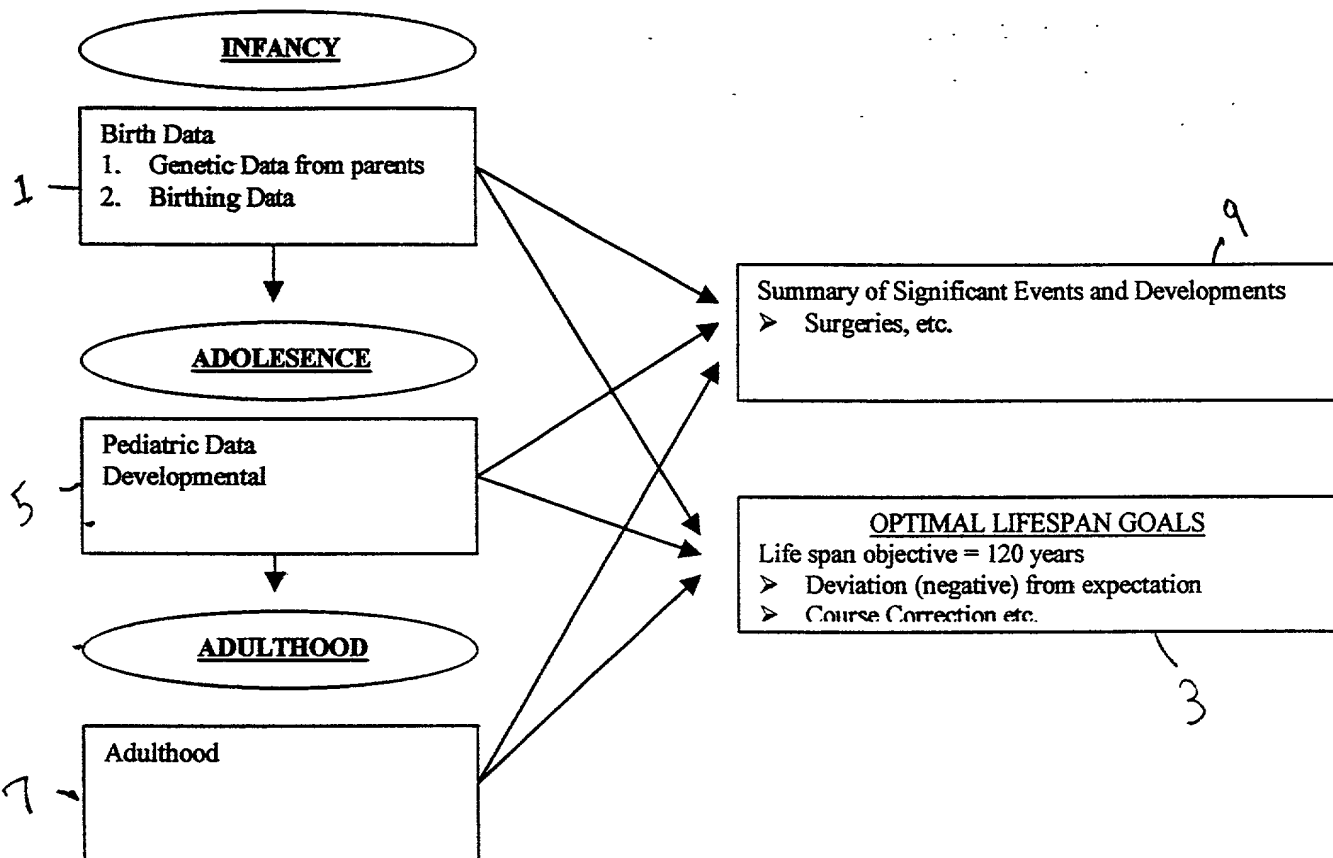 INFANCY
Birth Data
1. Genetic Data from parents
2. Birthing Data
1
ADOLESENCE
Pediatric Data
Developmental
5
ADULTHOOD
Adulthood
7
9
Summary of Significant Events and Developments
➢ Surgeries, etc.
OPTIMAL LIFESPAN GOALS
Life span objective = 120 years
➢ Deviation (negative) from expectation
➢ Course Correction etc.
3